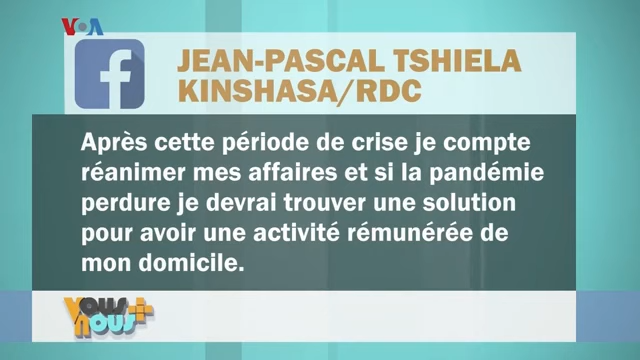 VOA
f
JEAN-PASCAL TSHIELA
KINSHASA/RDC
Après cette période de crise je compte
réanimer mes affaires et si la pandémie
perdure je devrai trouver une solution
pour avoir une activité rémunérée de
mon domicile.
VOUS+
NOUS